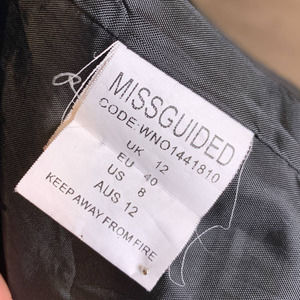 MISSGUIDED
CODE:WNO1441810
UK 12
EU 40
US 8
AUS 12
KEEP AWAY FROM FIRE